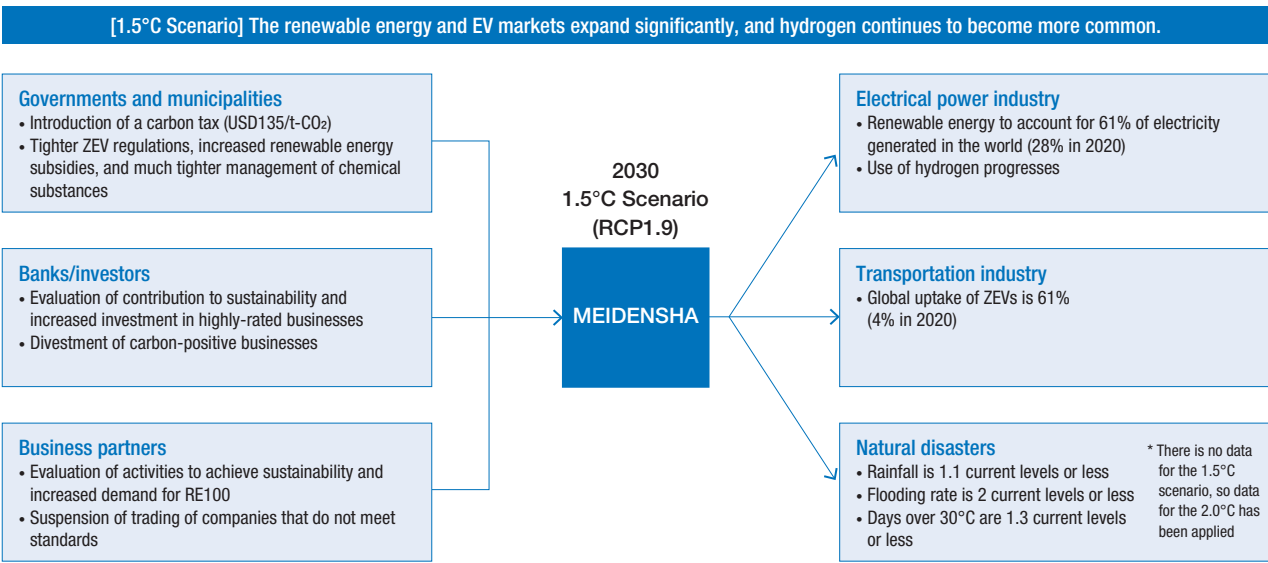 [1.5°C Scenario] The renewable energy and EV markets expand significantly, and hydrogen continues to become more common.
Governments and municipalities
• Introduction of a carbon tax (USD135/t-CO₂)
• Tighter ZEV regulations, increased renewable energy
subsidies, and much tighter management of chemical
substances
Banks/investors
• Evaluation of contribution to sustainability and
increased investment in highly-rated businesses
• Divestment of carbon-positive businesses
Business partners
• Evaluation of activities to achieve sustainability and
increased demand for RE100
• Suspension of trading of companies that do not meet
standards
2030
1.5°C Scenario
(RCP1.9)
MEIDENSHA
Electrical power industry
• Renewable energy to account for 61% of electricity
generated in the world (28% in 2020)
• Use of hydrogen progresses
Transportation industry
• Global uptake of ZEVs is 61%
(4% in 2020)
Natural disasters
• Rainfall is 1.1 current levels or less
• Flooding rate is 2 current levels or less
• Days over 30°C are 1.3 current levels
or less
* There is no data
for the 1.5°C
scenario, so data
for the 2.0°C has
been applied